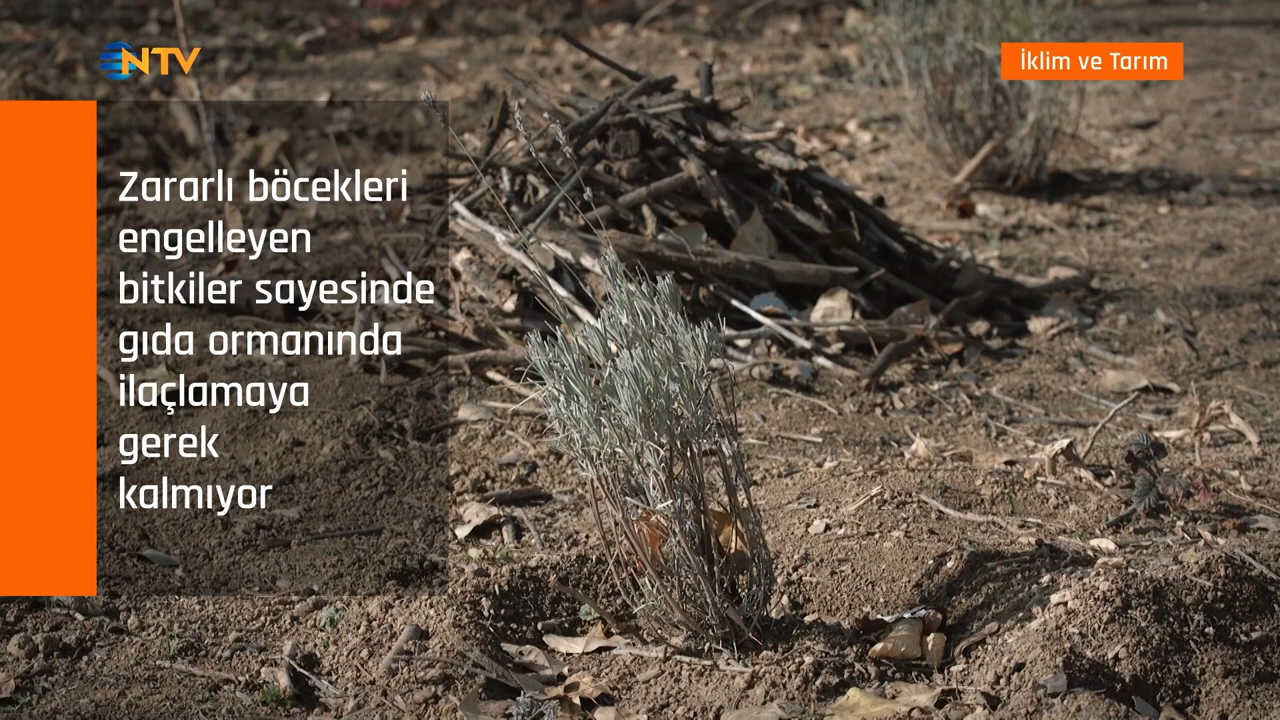 NTV
İklim ve Tarım
Zararlı böcekleri
engelleyen
bitkiler sayesinde
gıda ormanında
ilaçlamaya
gerek
kalmıyor